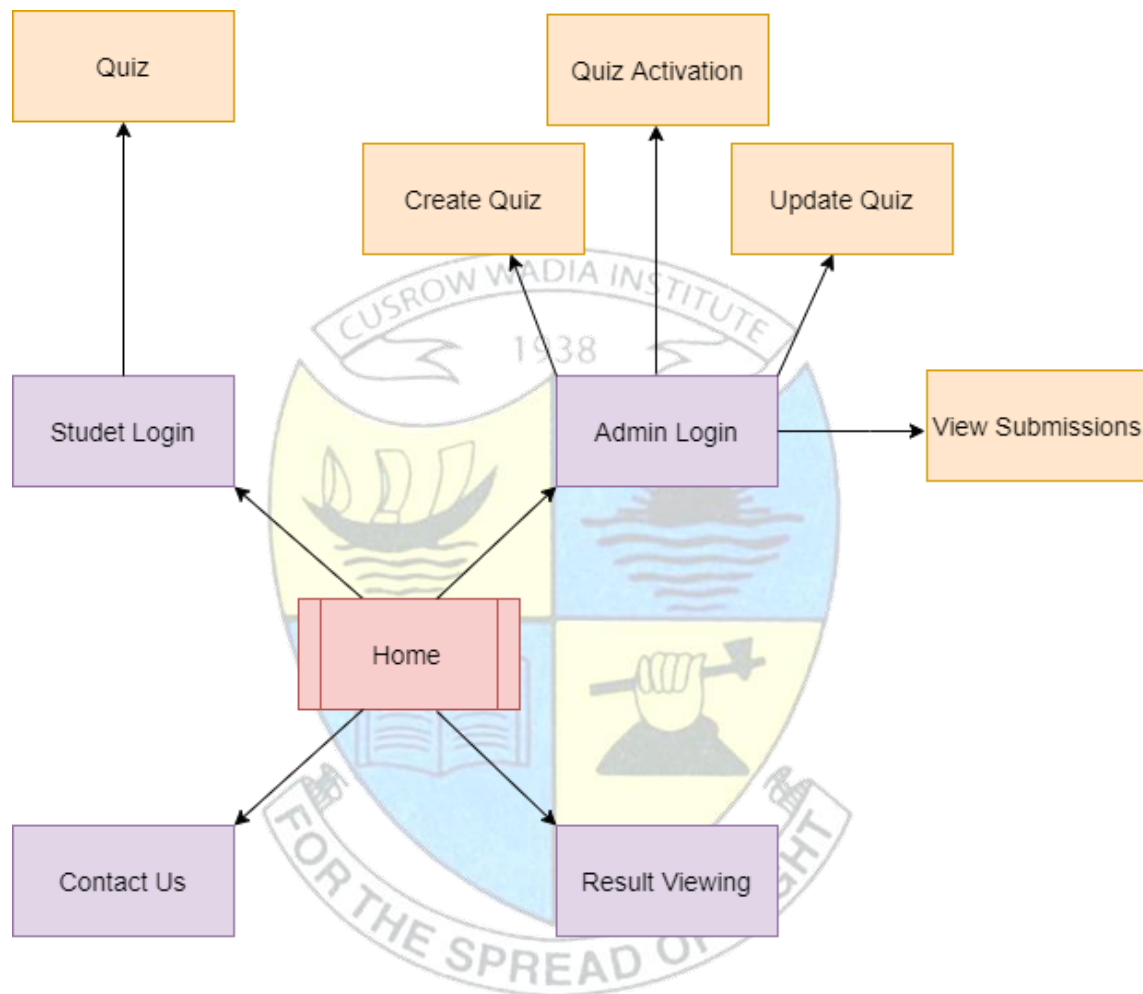 Quiz
Quiz Activation
Create Quiz
Update Quiz
CUSROW WADIA INSTITUTE
1938
Studet Login
Admin Login
View Submissions
Home
Contact Us
Result Viewing
FOR THE SPREAD OF